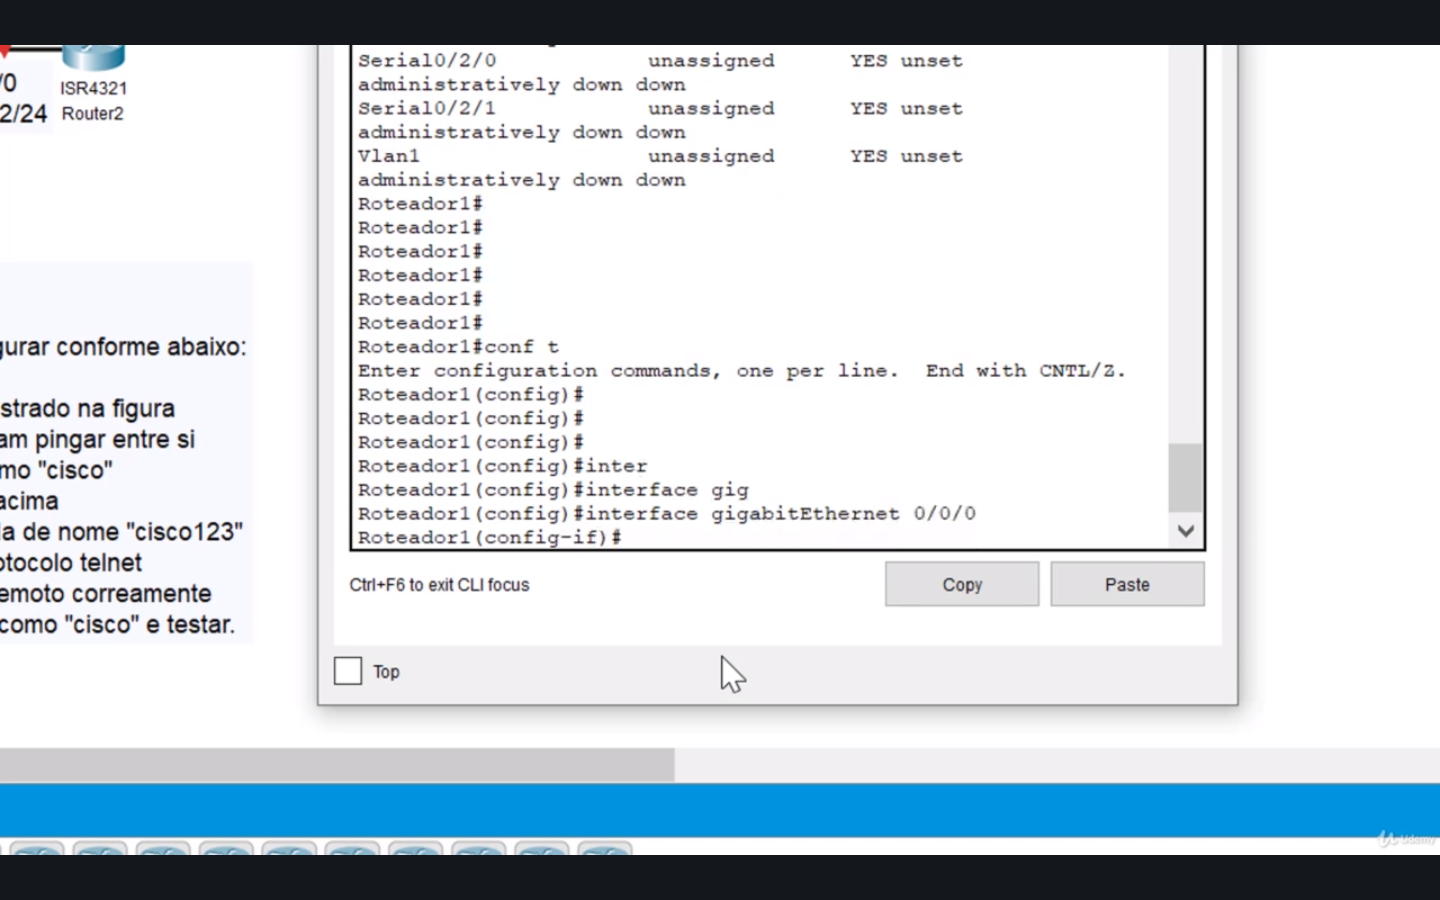 /0
2/24
ISR4321
Router2
gurar conforme abaixo:
strado na figura
am pingar entre si
mo "cisco"
acima
la de nome "cisco123"
otocolo telnet
emoto correamente
como "cisco" e testar.
Serial0/2/0 unassigned YES unset
administratively down down
Serial0/2/1 unassigned YES unset
administratively down down
Vlan1 unassigned YES unset
administratively down down
Roteador1#
Roteador1#
Roteador1#
Roteador1#
Roteador1#
Roteador1#
Roteador1#conf t
Enter configuration commands, one per line. End with CNTL/Z.
Roteador1(config)#
Roteador1(config)#
Roteador1(config)#
Roteador1(config)#inter
Roteador1(config)#interface gig
Roteador1(config)#interface gigabitEthernet 0/0/0
Roteador1(config-if)#
Ctrl+F6 to exit CLI focus
Copy
Paste
Top
Udemy